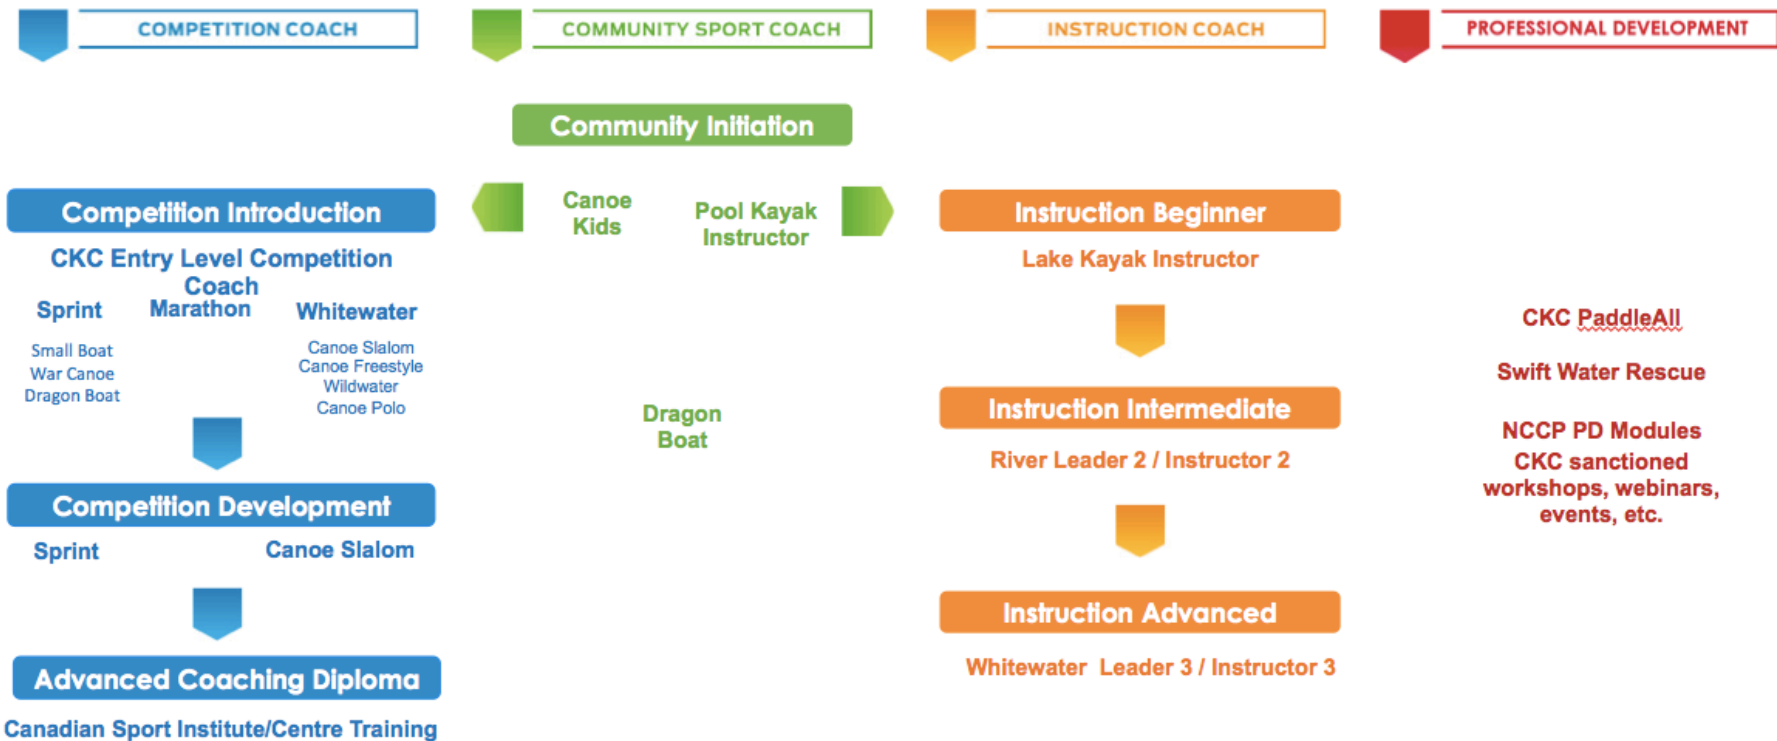 COMPETITION COACH
COMMUNITY SPORT COACH
INSTRUCTION COACH
PROFESSIONAL DEVELOPMENT
Community Initiation
Canoe
Kids
Pool Kayak
Instructor
Dragon
Boat
Competition Introduction
CKC Entry Level Competition
Coach
Sprint
Marathon
Whitewater
Small Boat
War Canoe
Dragon Boat
Canoe Slalom
Canoe Freestyle
Wildwater
Canoe Polo
Competition Development
Sprint
Canoe Slalom
Advanced Coaching Diploma
Canadian Sport Institute/Centre Training
Instruction Beginner
Lake Kayak Instructor
Instruction Intermediate
River Leader 2 / Instructor 2
Instruction Advanced
Whitewater Leader 3 / Instructor 3
CKC PaddleAll
Swift Water Rescue
NCCP PD Modules
CKC sanctioned
workshops, webinars,
events, etc.